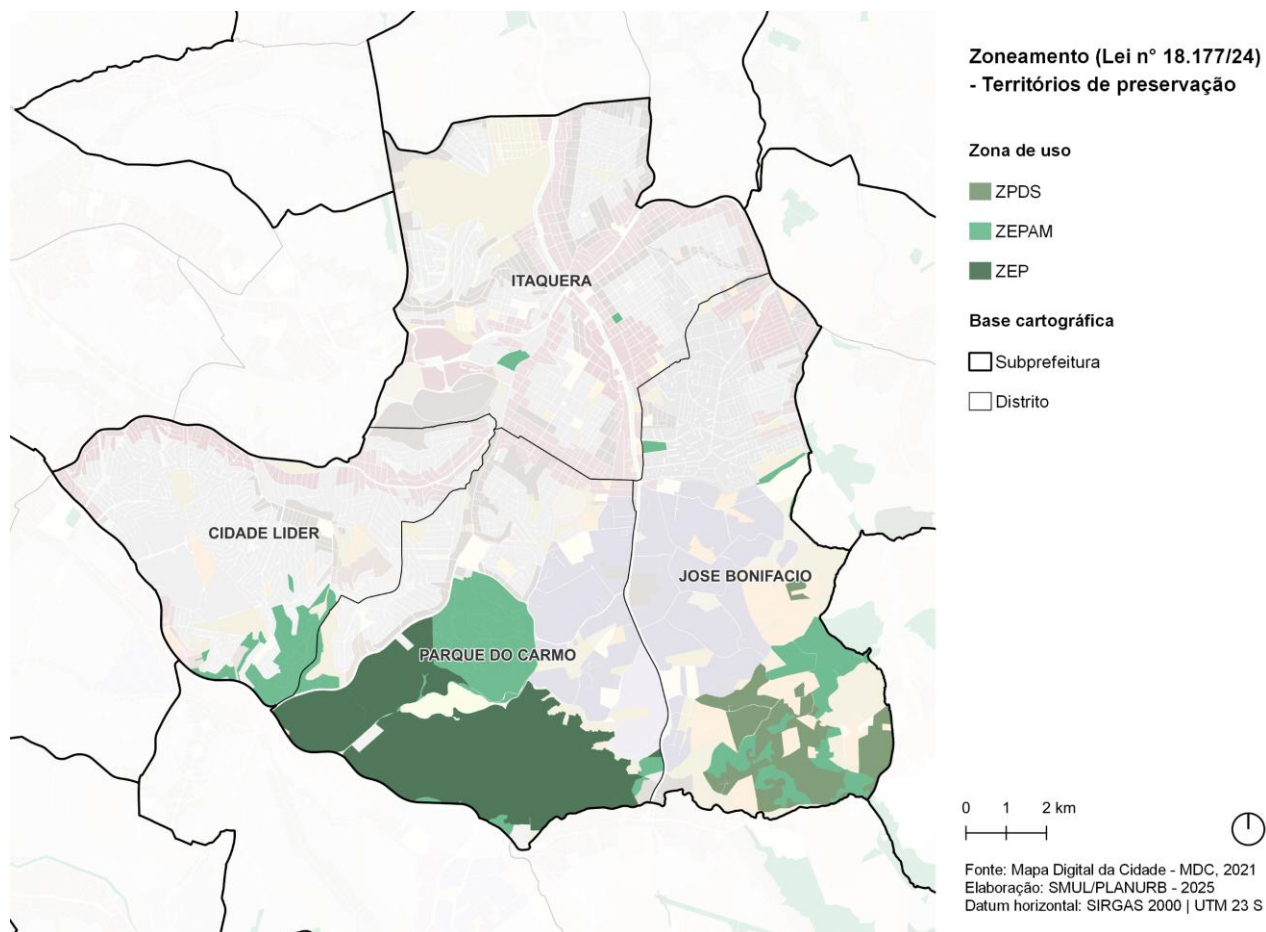 Zoneamento (Lei n° 18.177/24)
- Territórios de preservação
Zona de uso
ZPDS
ZEPAM
ZEP
Base cartográfica
Subprefeitura
Distrito
ITAQUERA
CIDADE LIDER
JOSE BONIFACIO
PARQUE DO CARMO
0 1 2 km
Fonte: Mapa Digital da Cidade - MDC, 2021
Elaboração: SMUL/PLANURB - 2025
Datum horizontal: SIRGAS 2000 | UTM 23 S